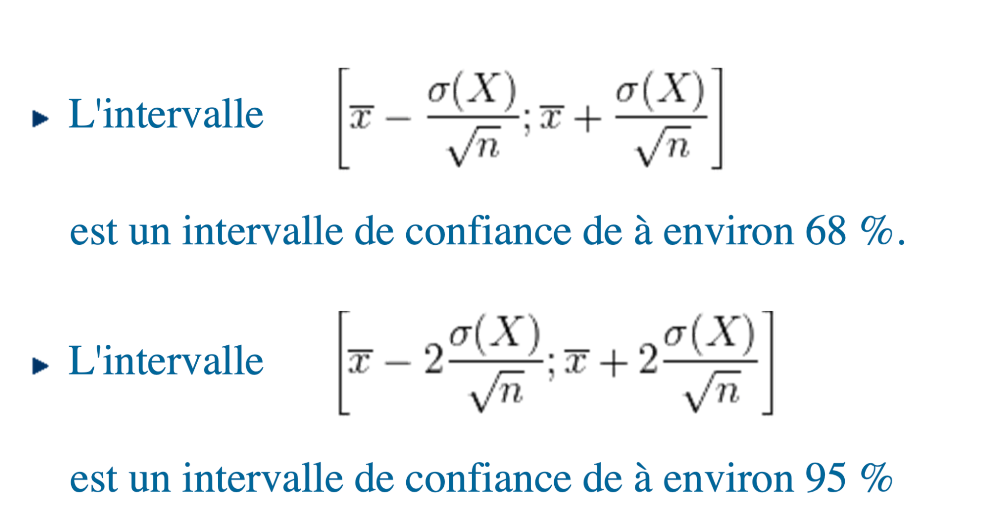 ► L'intervalle $\left[\overline{x} - \frac{\sigma(X)}{\sqrt{n}}; \overline{x} + \frac{\sigma(X)}{\sqrt{n}}\right]$
est un intervalle de confiance de à environ 68 %.
► L'intervalle $\left[\overline{x} - 2\frac{\sigma(X)}{\sqrt{n}}; \overline{x} + 2\frac{\sigma(X)}{\sqrt{n}}\right]$
est un intervalle de confiance de à environ 95 %